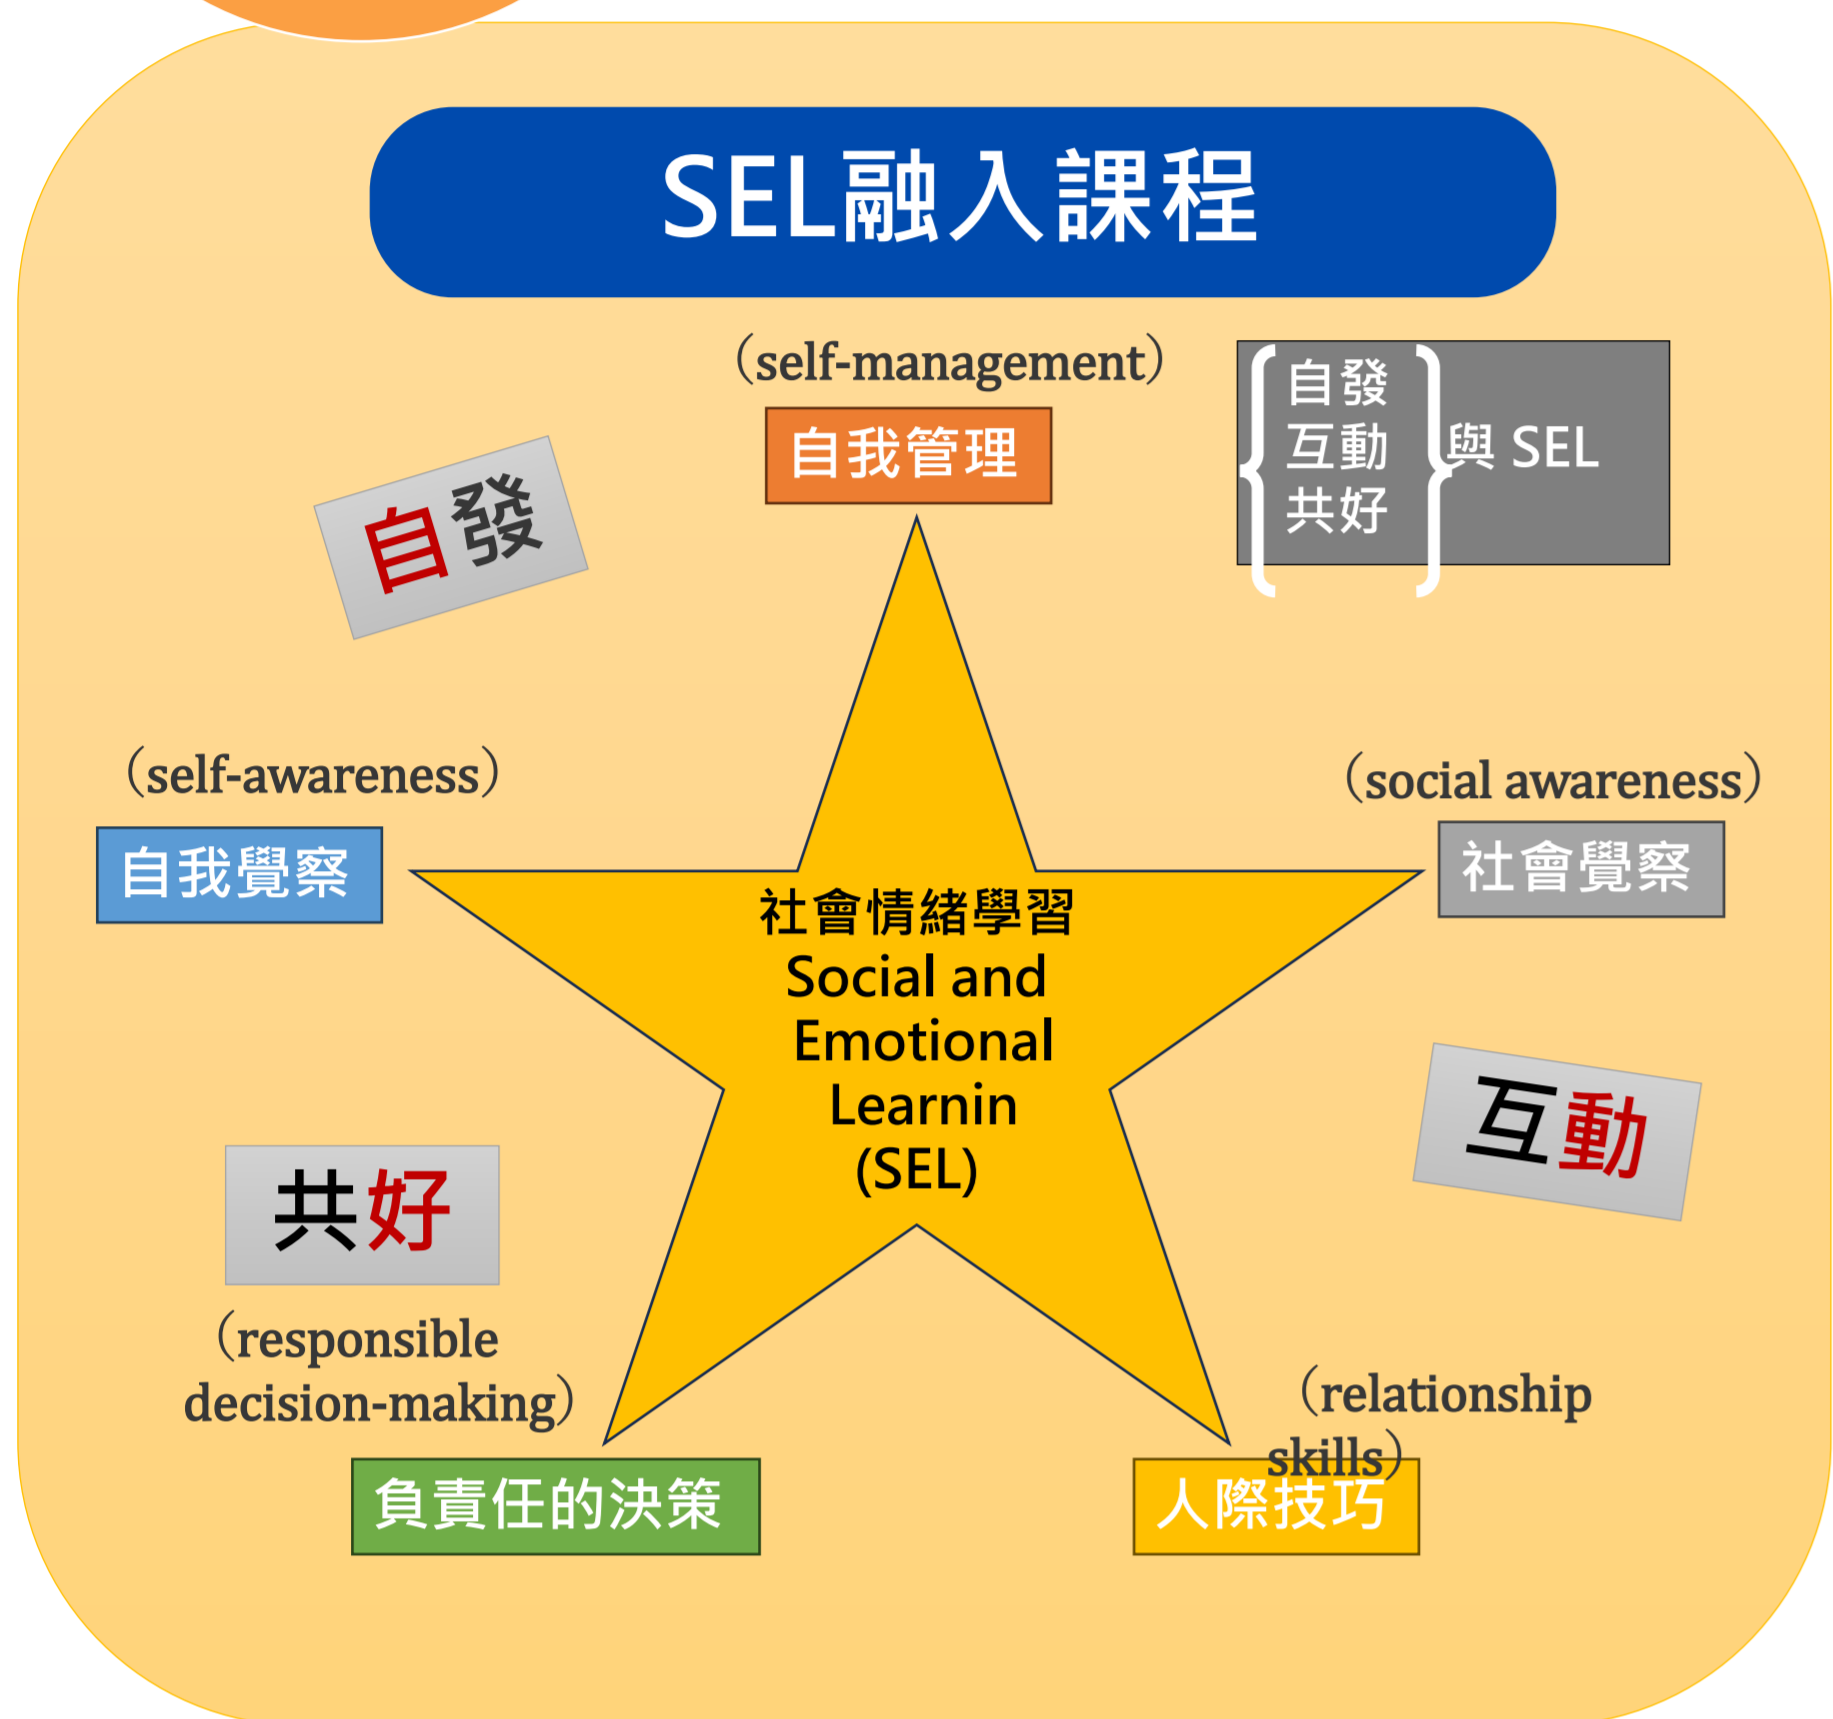 SEL融入課程
（self-management）
自我管理
自發
互動
共好
與 SEL
自發
（self-awareness）
自我覺察
（social awareness）
社會覺察
社會情緒學習
Social and
Emotional
Learnin
(SEL)
互動
共好
（responsible
decision-making）
負責任的決策
（relationship
skills）
人際技巧